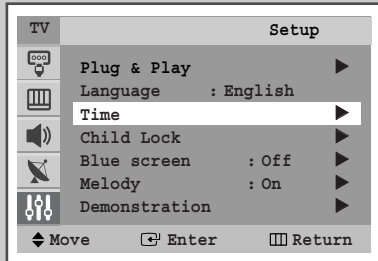 TV Setup
Plug & Play
Language : English
Time
Child Lock
Blue screen : Off
Melody : On
Demonstration
Move Enter Return